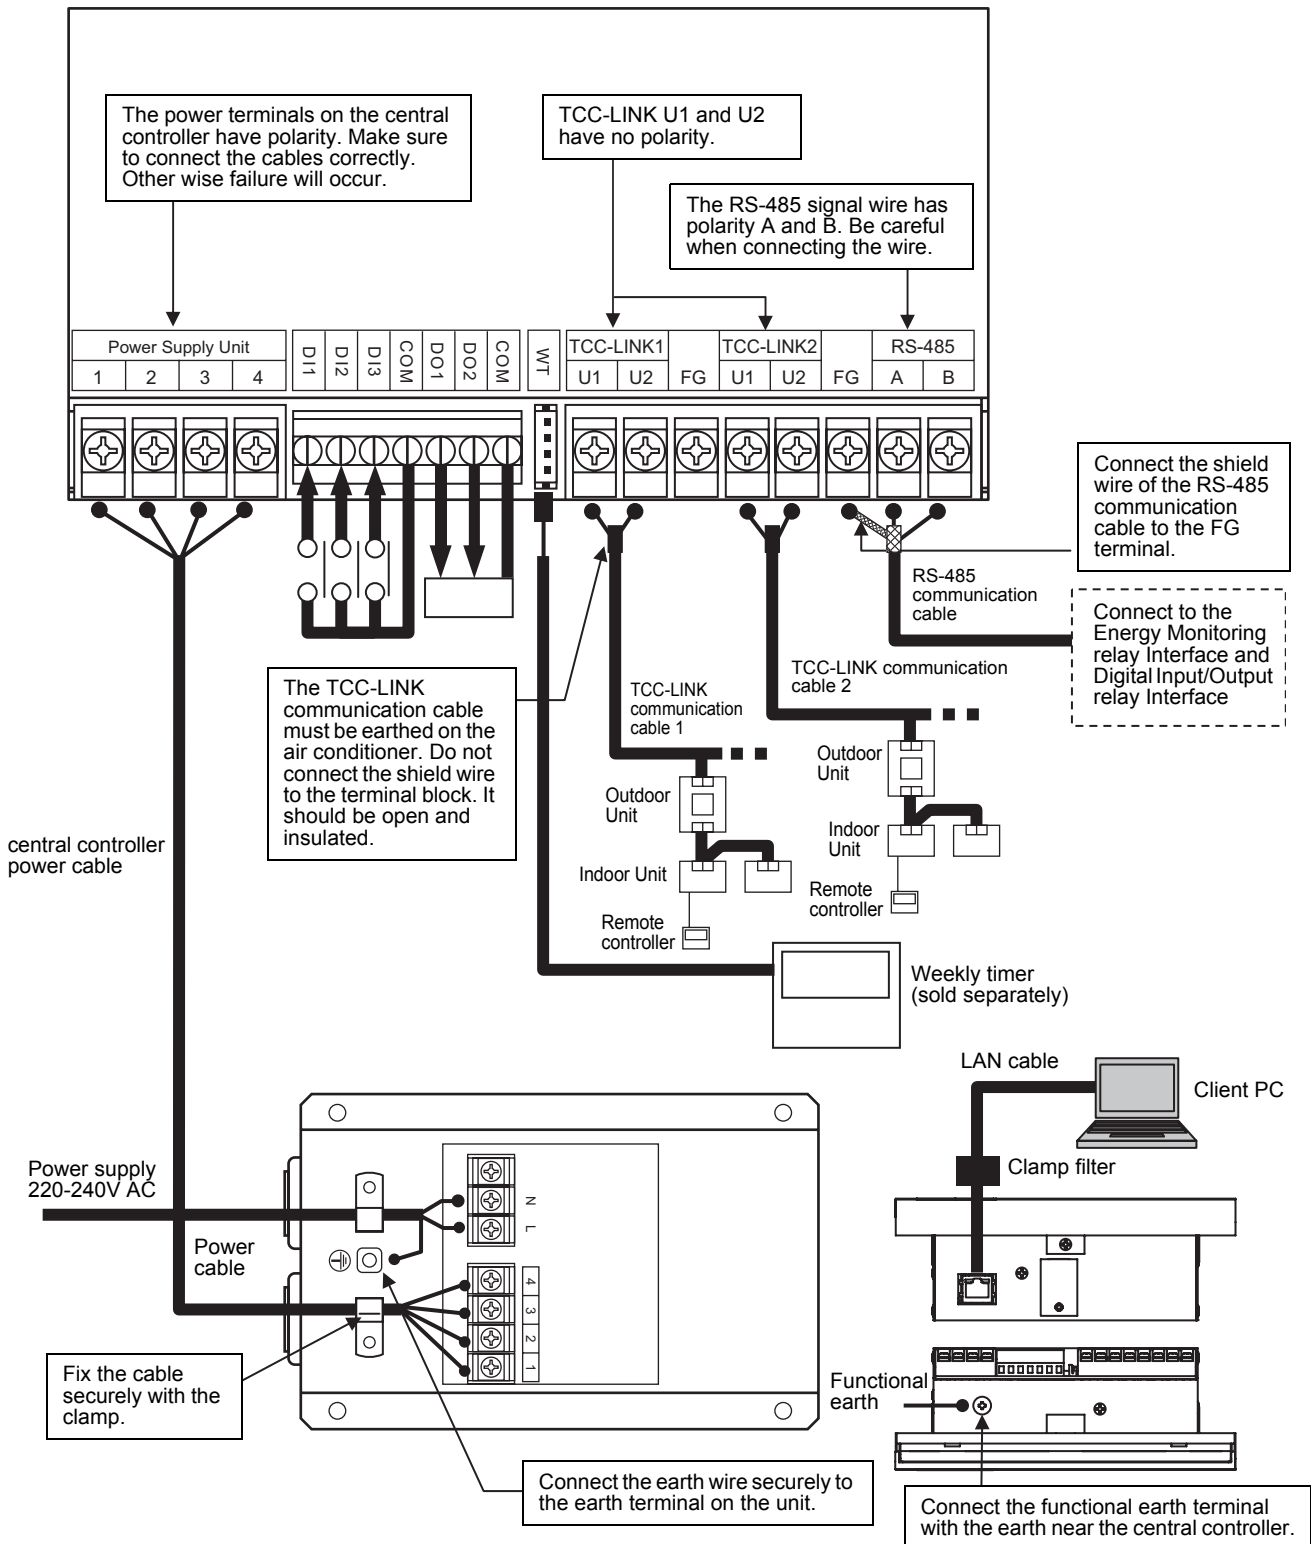 The power terminals on the central
controller have polarity. Make sure
to connect the cables correctly.
Other wise failure will occur.
TCC-LINK U1 and U2
have no polarity.
The RS-485 signal wire has
polarity A and B. Be careful
when connecting the wire.
Power Supply Unit
1 2 3 4
DI1 DI2 DI3 COM DO1 DO2 COM
WT
TCC-LINK1 TCC-LINK2 RS-485
U1 U2 FG U1 U2 FG A B
Connect the shield
wire of the RS-485
communication
cable to the FG
terminal.
RS-485
communication
cable
Connect to the
Energy Monitoring
relay Interface and
Digital Input/Output
relay Interface
The TCC-LINK
communication cable
must be earthed on the
air conditioner. Do not
connect the shield wire
to the terminal block. It
should be open and
insulated.
TCC-LINK
communication
cable 1
TCC-LINK communication
cable 2
Outdoor
Unit
Indoor Unit
Remote
controller
Outdoor
Unit
Indoor
Unit
Remote
controller
central controller
power cable
Weekly timer
(sold separately)
LAN cable
Client PC
Clamp filter
Power supply
220-240V AC
Power
cable
N
L
4
3
2
1
Fix the cable
securely with the
clamp.
Functional
earth
Connect the earth wire securely to
the earth terminal on the unit.
Connect the functional earth terminal
with the earth near the central controller.